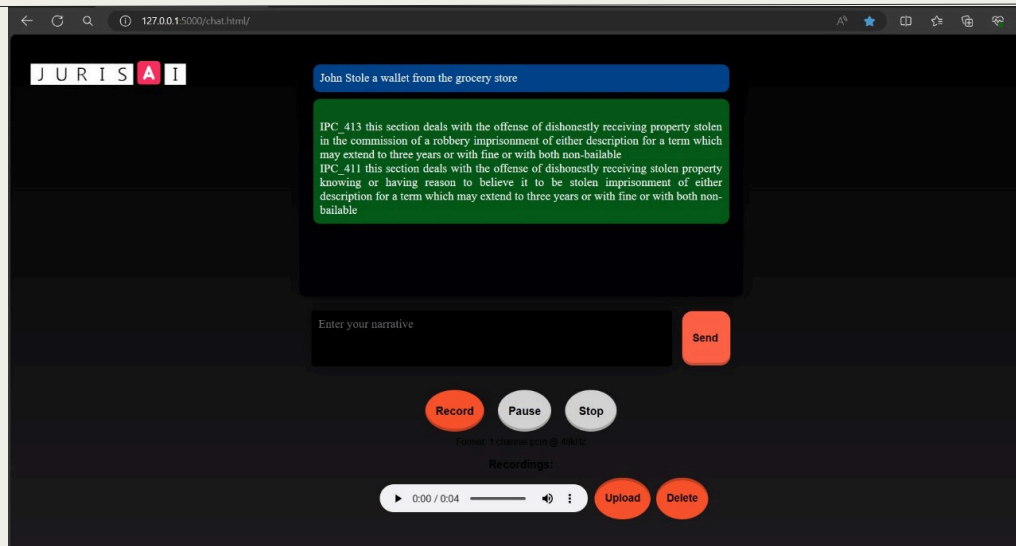 127.0.0.1:5000/chat.html/
JURISAI
John Stole a wallet from the grocery store
IPC_413 this section deals with the offense of dishonestly receiving property stolen
in the commission of a robbery imprisonment of either description for a term which
may extend to three years or with fine or with both non-bailable
IPC_411 this section deals with the offense of dishonestly receiving stolen property
knowing or having reason to believe it to be stolen imprisonment of either
description for a term which may extend to three years or with fine or with both non-
bailable
Enter your narrative
Send
Record Pause Stop
Format: 1 channel pcm @ 48kHz
Recordings:
0:00 / 0:04 Upload Delete